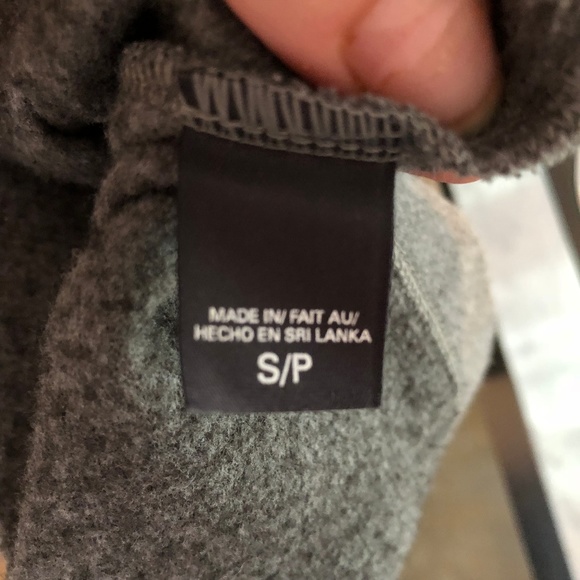 MADE IN/ FAIT AU/
HECHO EN SRI LANKA
S/P